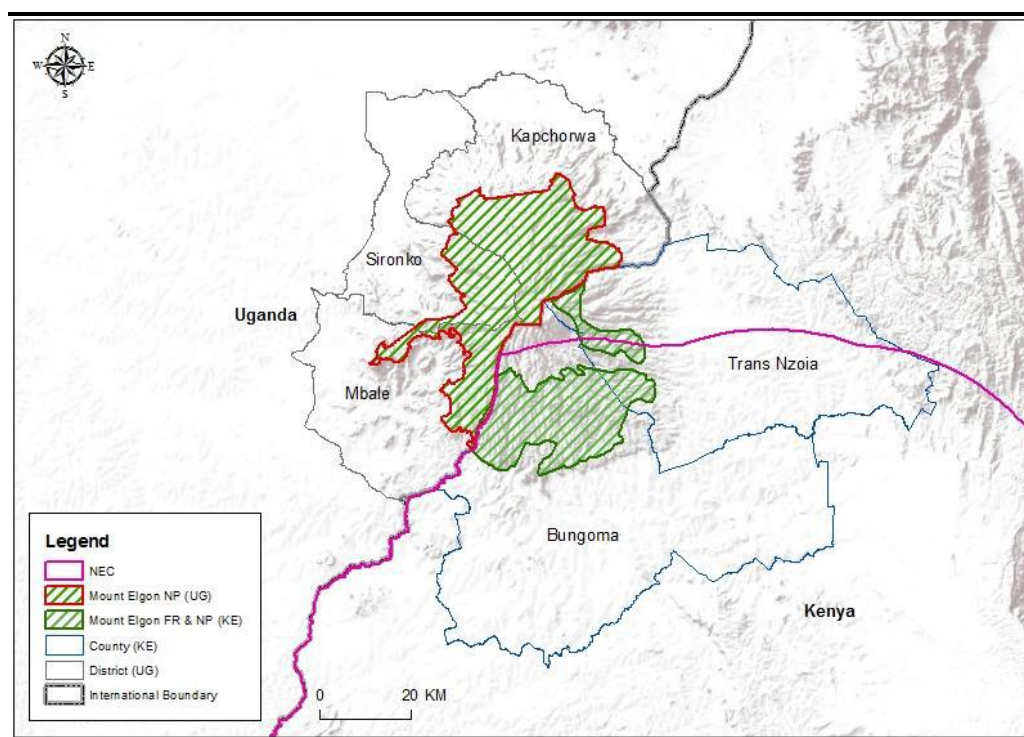 N
W E
S
Kapchorwa
Sironko
Uganda
Trans Nzoia
Mbale
Bungoma
Kenya
Legend
NEC
Mount Elgon NP (UG)
Mount Elgon FR & NP (KE)
County (KE)
District (UG)
International Boundary
0 20 KM